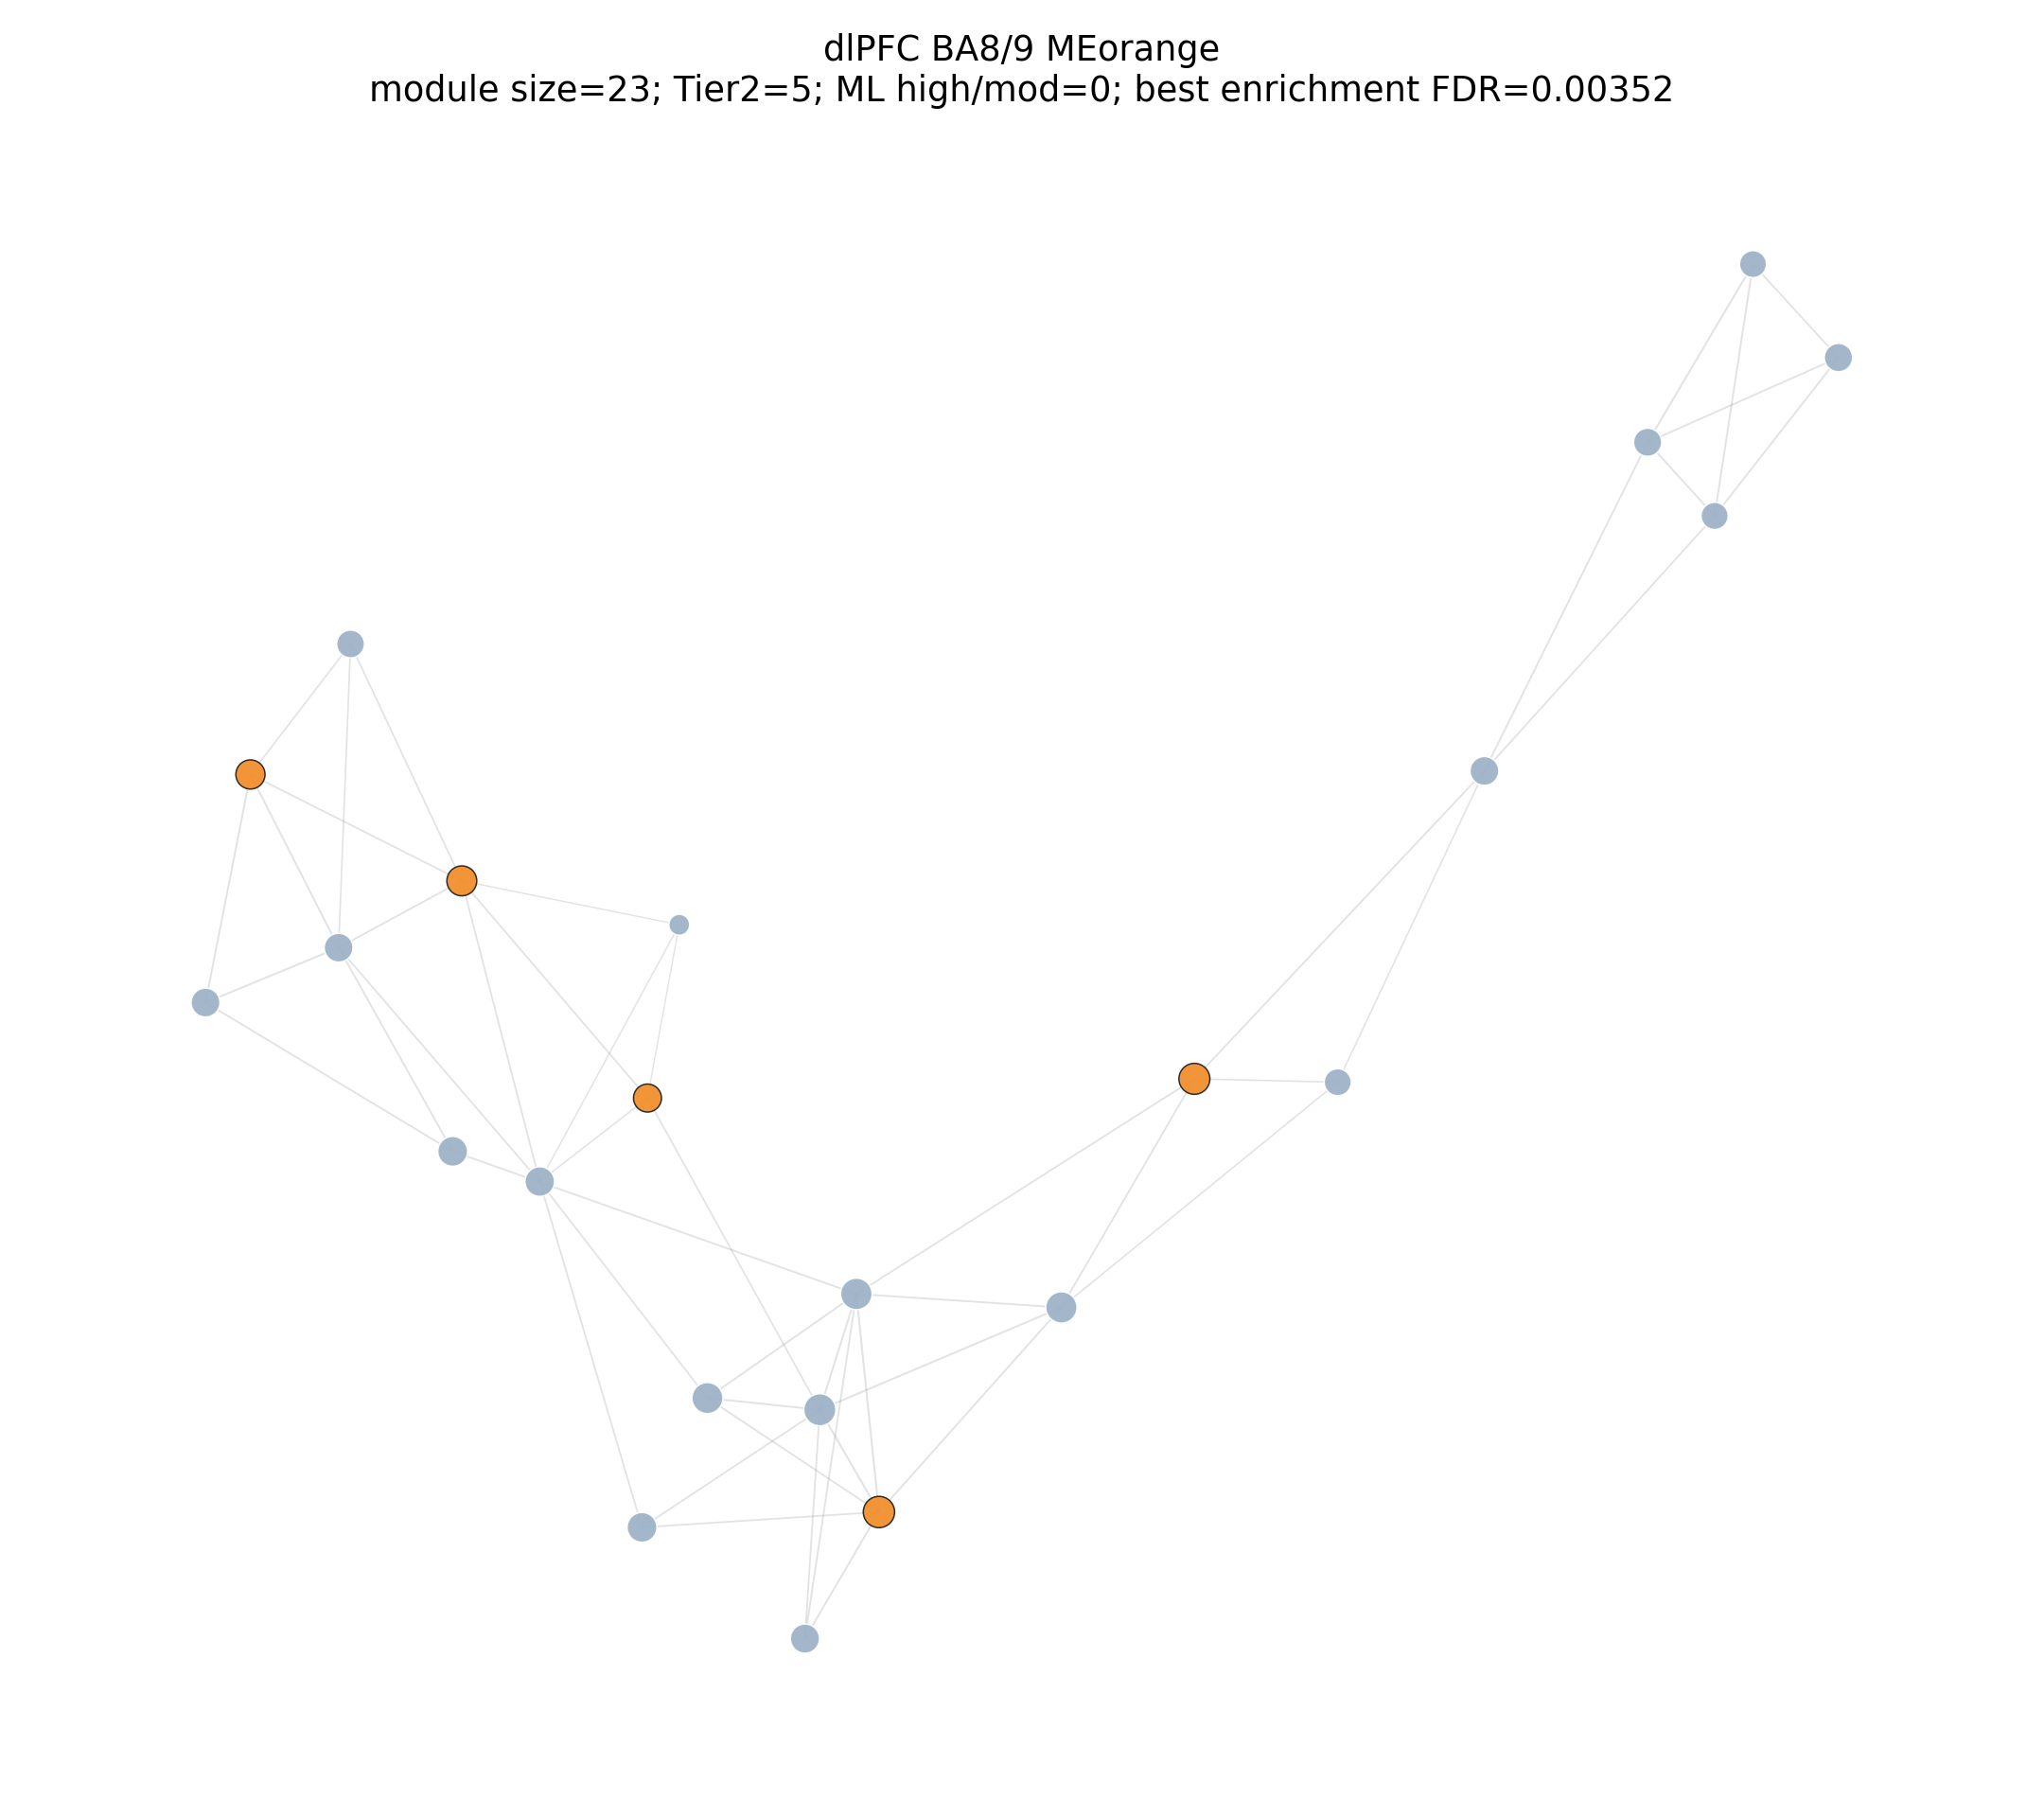 dlPFC BA8/9 MEorange
module size=23; Tier2=5; ML high/mod=0; best enrichment FDR=0.00352